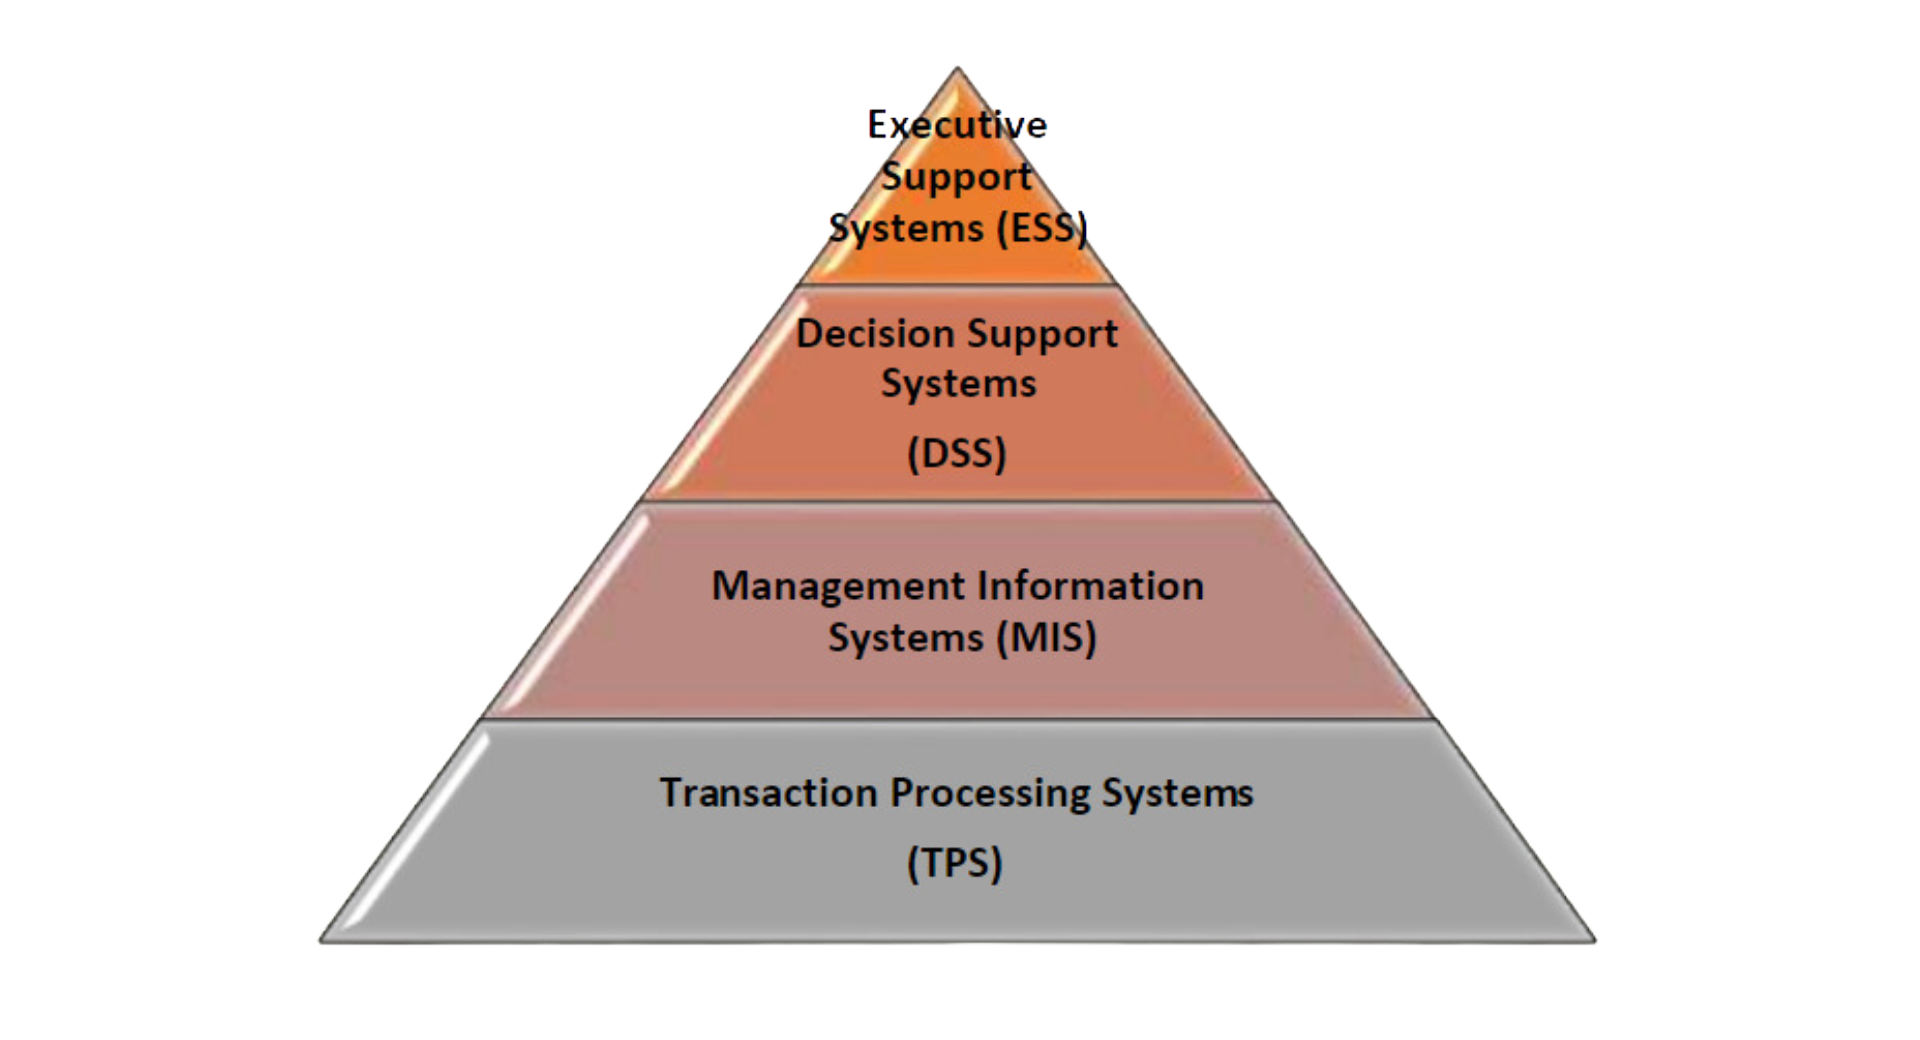 Executive
Support
Systems (ESS)
Decision Support
Systems
(DSS)
Management Information
Systems (MIS)
Transaction Processing Systems
(TPS)